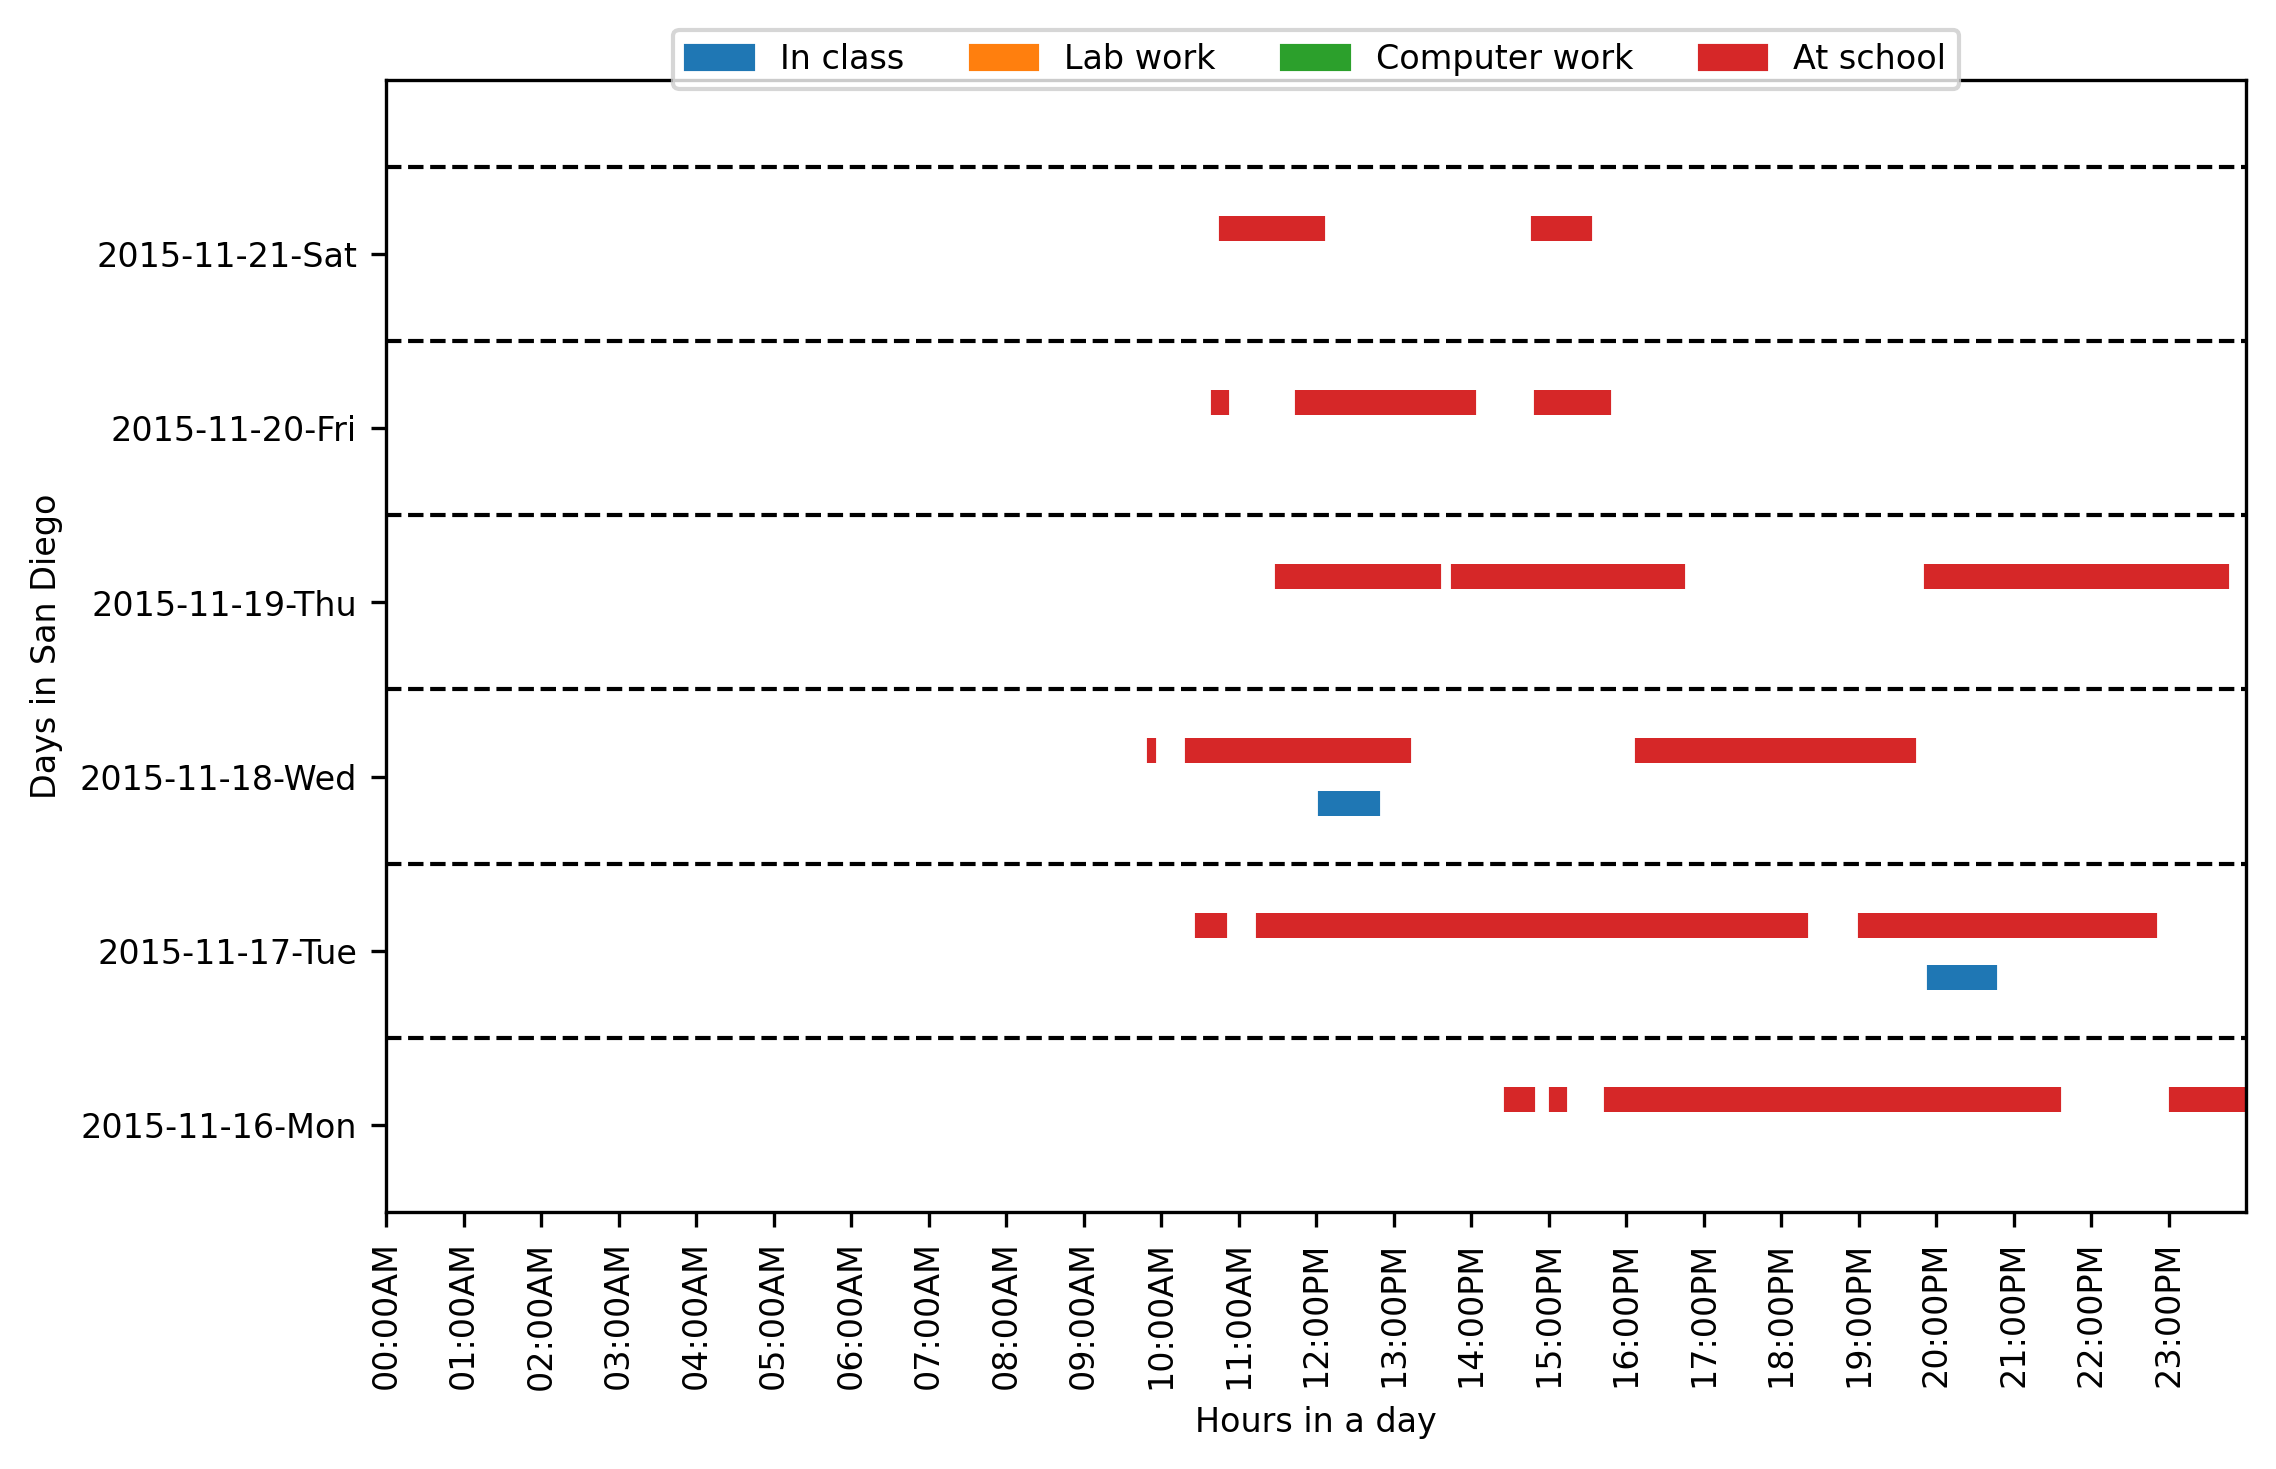 In class Lab work Computer work At school
Days in San Diego
2015-11-21-Sat
2015-11-20-Fri
2015-11-19-Thu
2015-11-18-Wed
2015-11-17-Tue
2015-11-16-Mon
00:00AM
01:00AM
02:00AM
03:00AM
04:00AM
05:00AM
06:00AM
07:00AM
08:00AM
09:00AM
10:00AM
11:00AM
12:00PM
13:00PM
14:00PM
15:00PM
16:00PM
17:00PM
18:00PM
19:00PM
20:00PM
21:00PM
22:00PM
23:00PM
Hours in a day